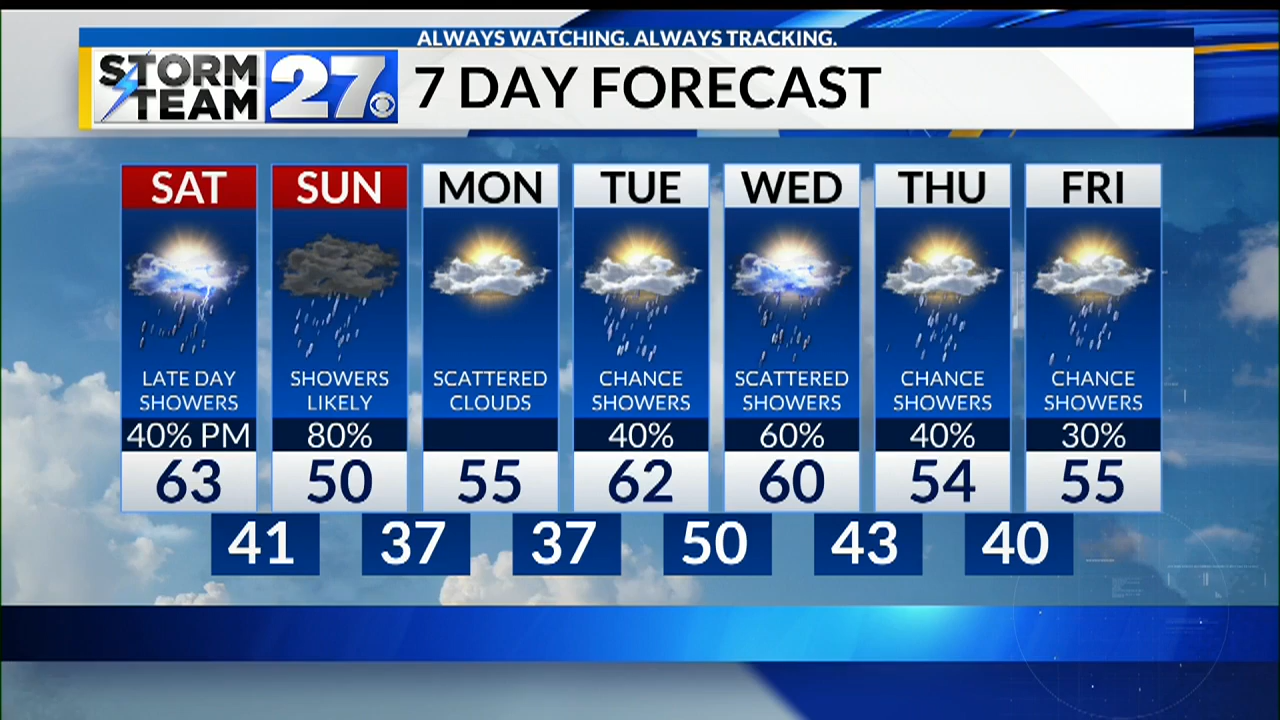 ALWAYS WATCHING. ALWAYS TRACKING.
STORM TEAM 27 7 DAY FORECAST
SAT SUN MON TUE WED THU FRI
LATE DAY SHOWERS SCATTERED CHANCE SCATTERED CHANCE CHANCE
SHOWERS LIKELY CLOUDS SHOWERS SHOWERS SHOWERS SHOWERS
40% PM 80% 40% 60% 40% 30%
63 50 55 62 60 54 55
41 37 37 50 43 40